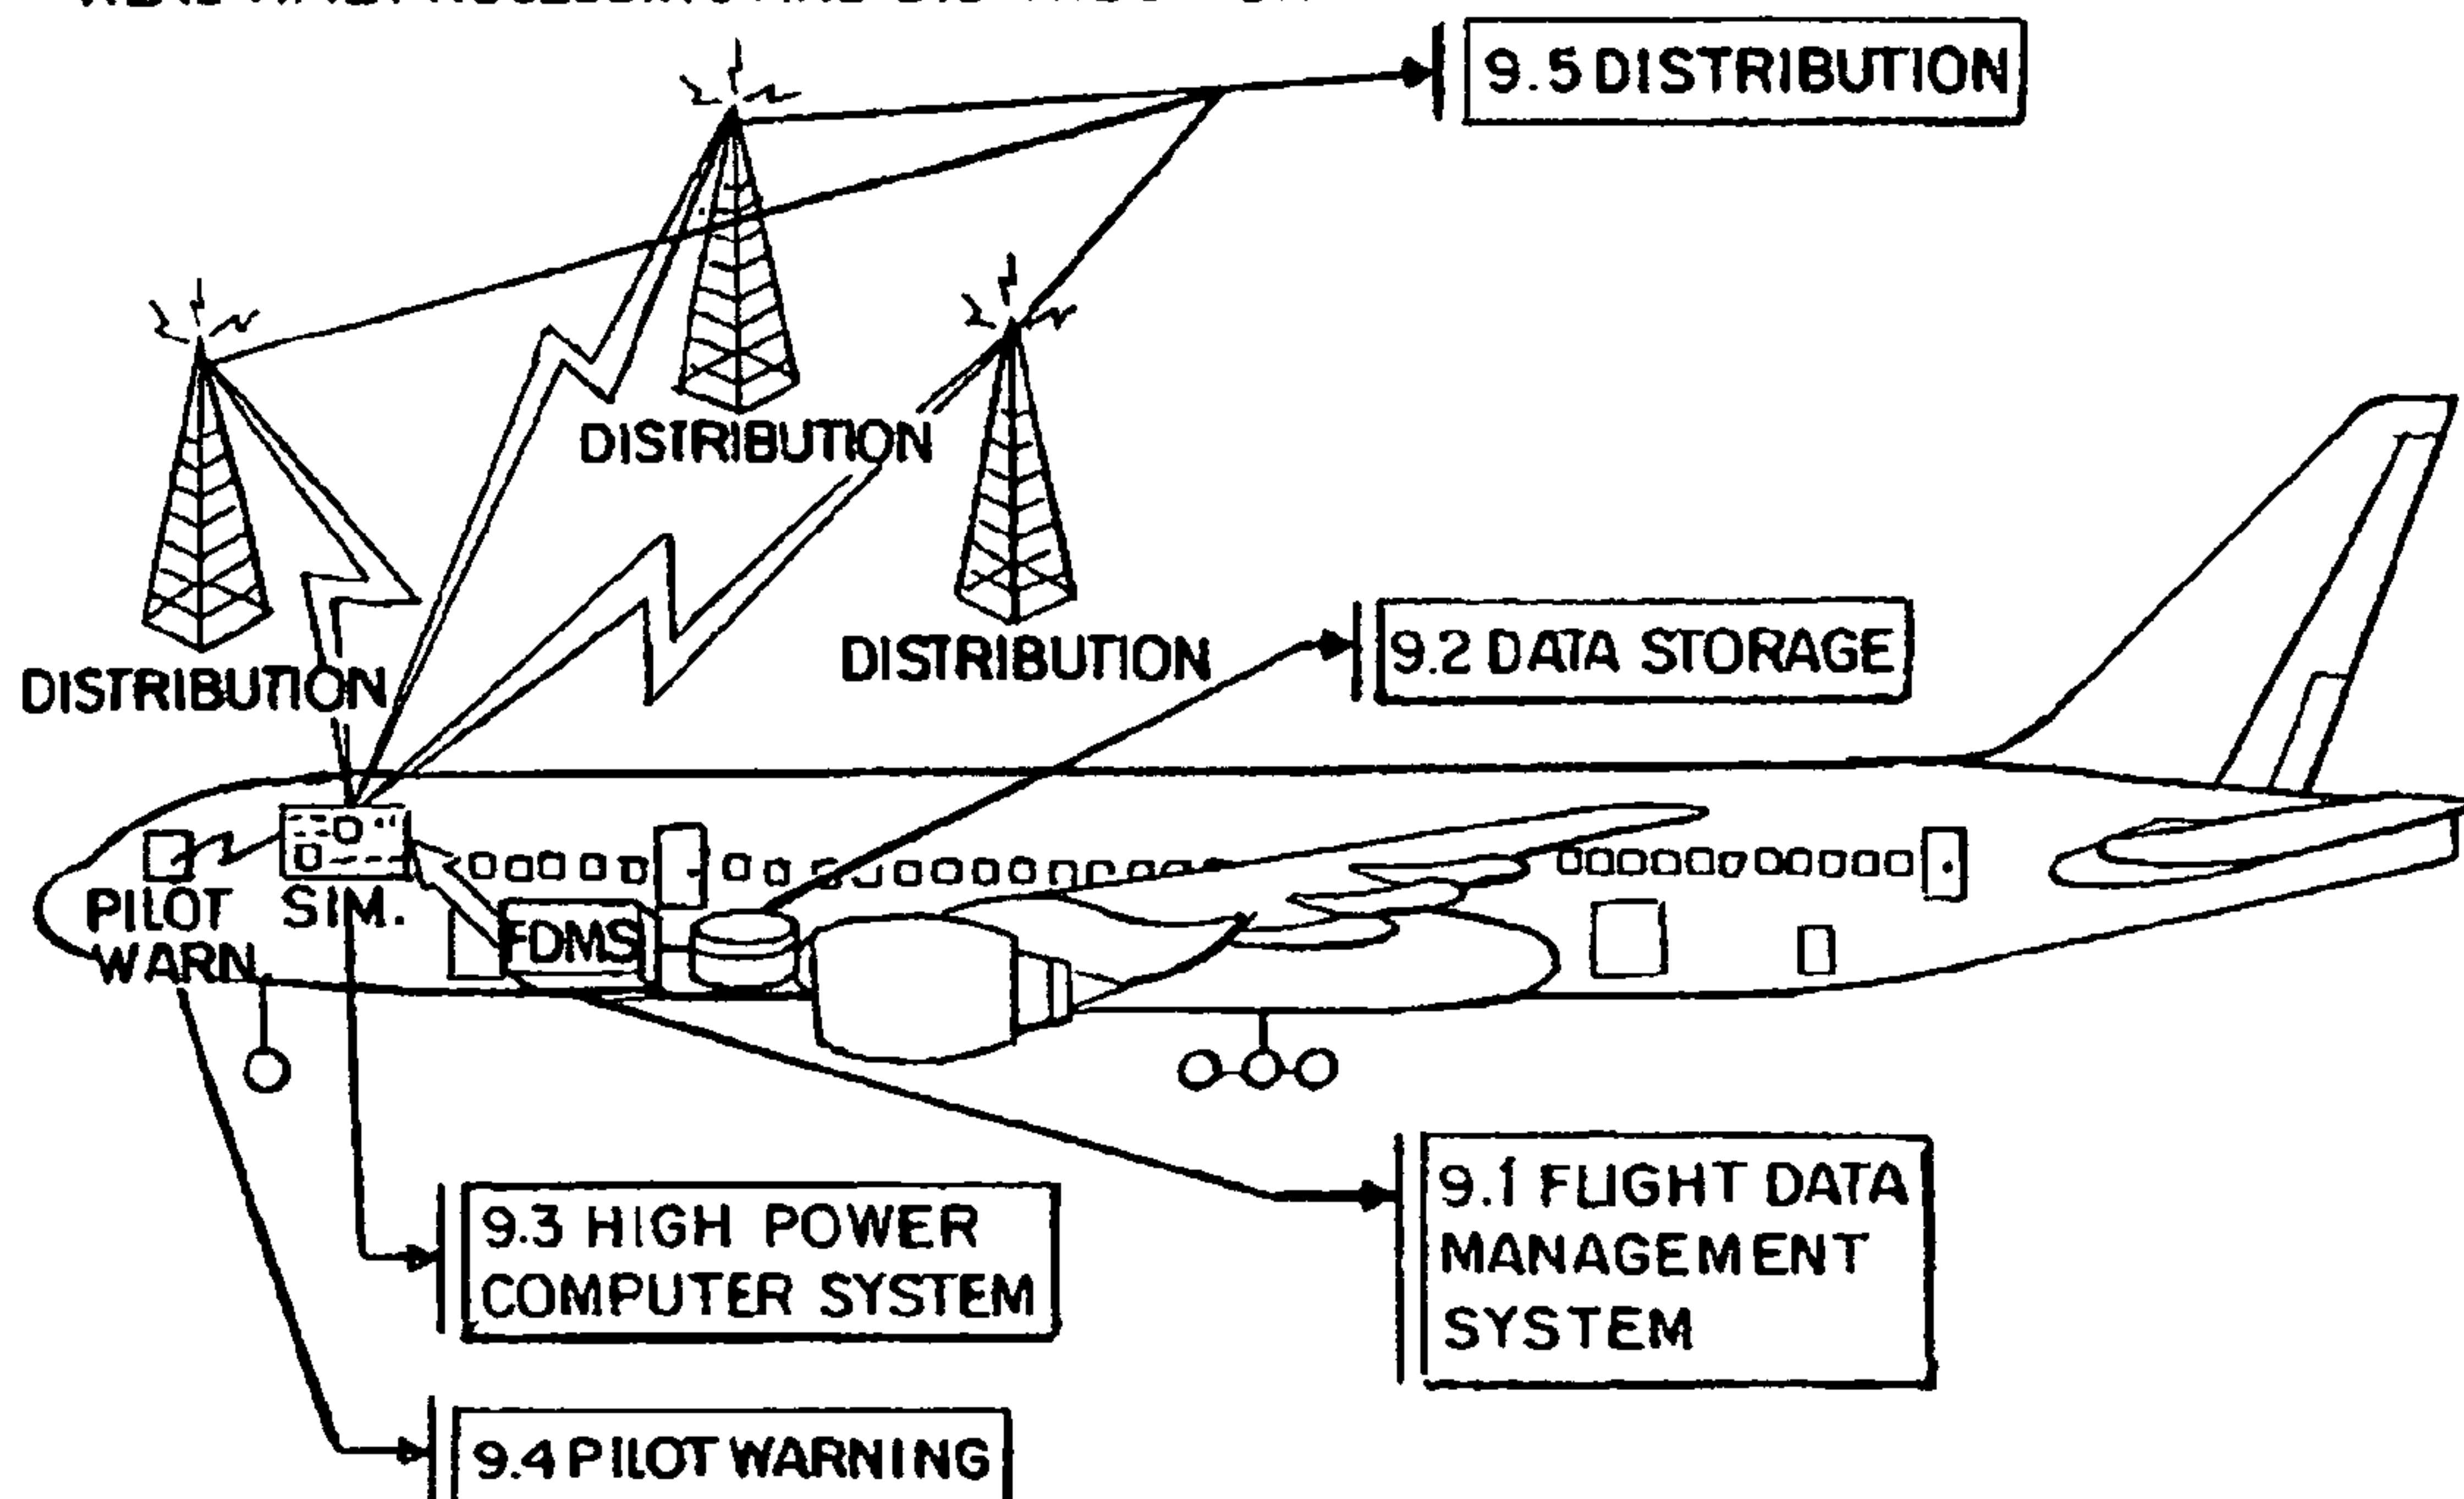 9.5 DISTRIBUTION
DISTRIBUTION
DISTRIBUTION
9.2 DATA STORAGE
DISTRIBUTION
PILOT
WARN.
SIM.
FDMS
9.3 HIGH POWER
COMPUTER SYSTEM
9.1 FLIGHT DATA
MANAGEMENT
SYSTEM
9.4 PILOT WARNING